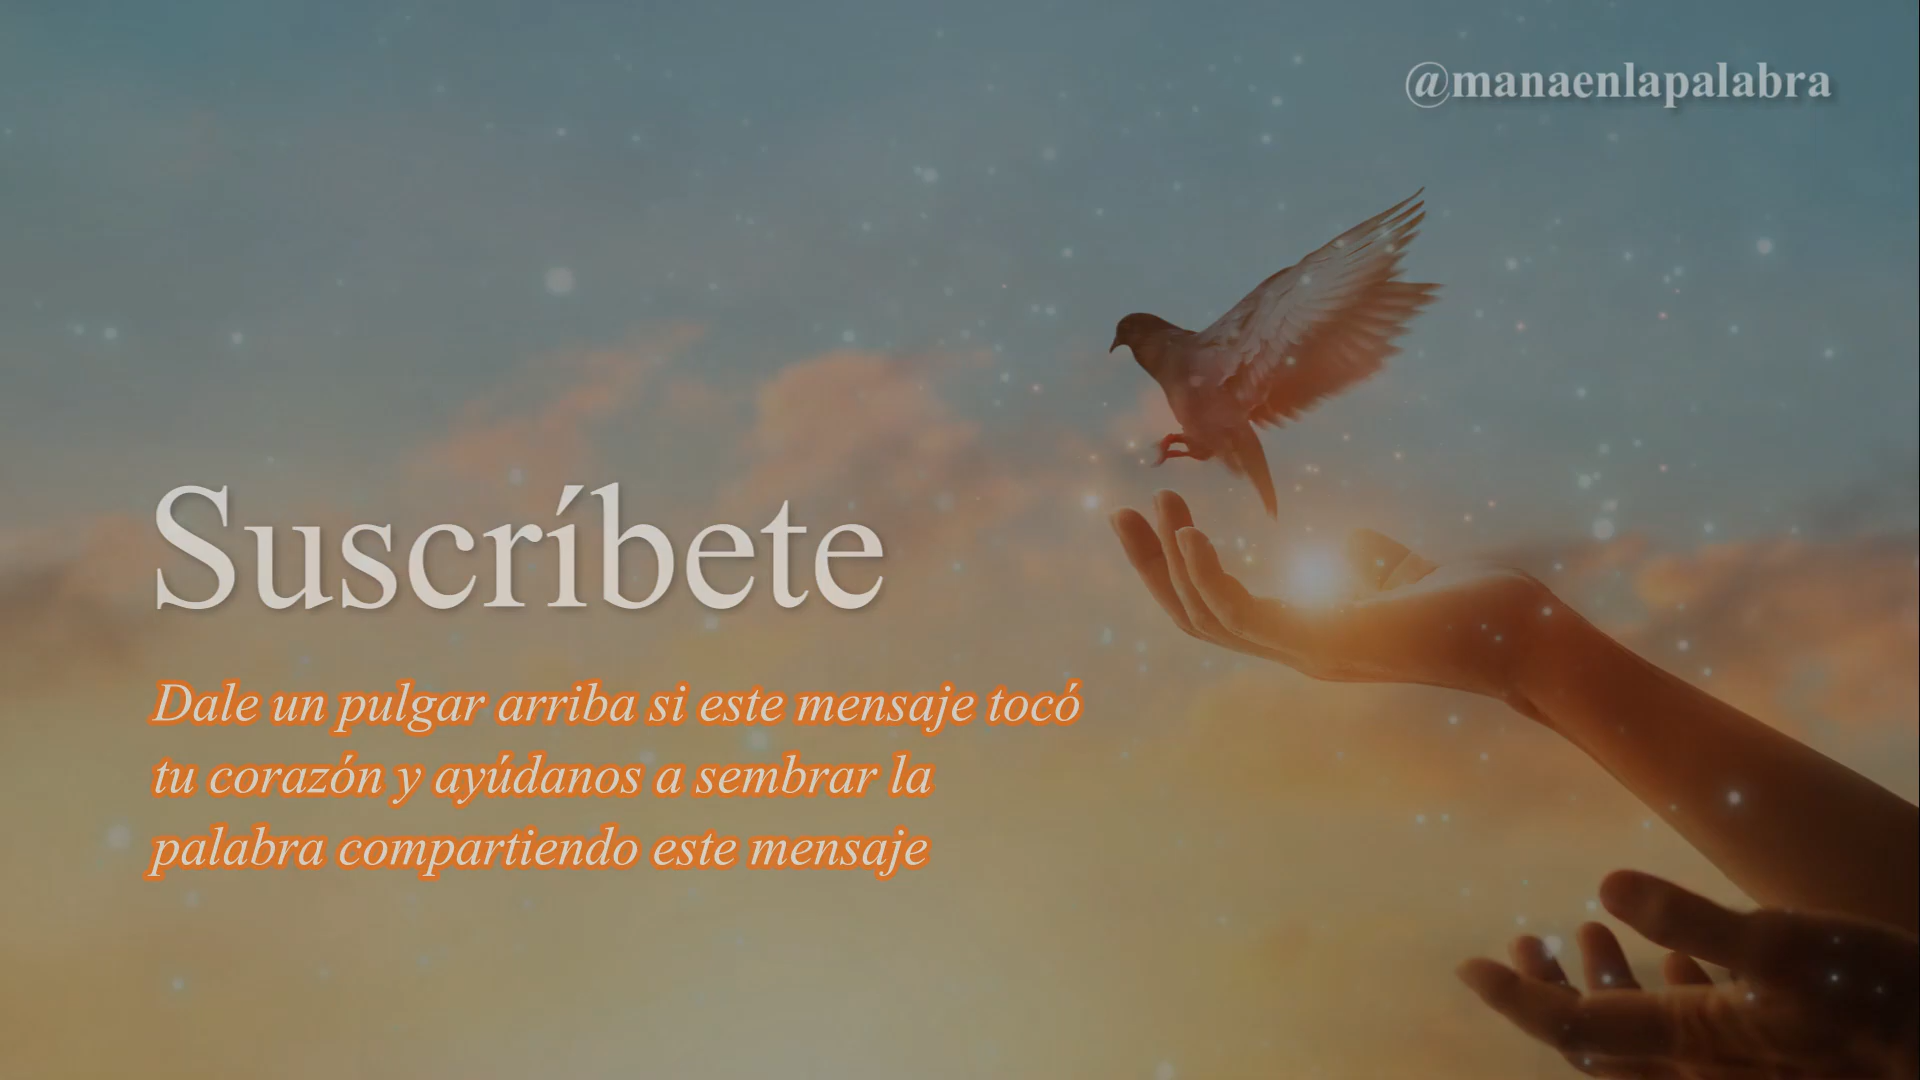 @manaenlapalabra
Suscríbete
Dale un pulgar arriba si este mensaje tocó
tu corazón y ayúdanos a sembrar la
palabra compartiendo este mensaje